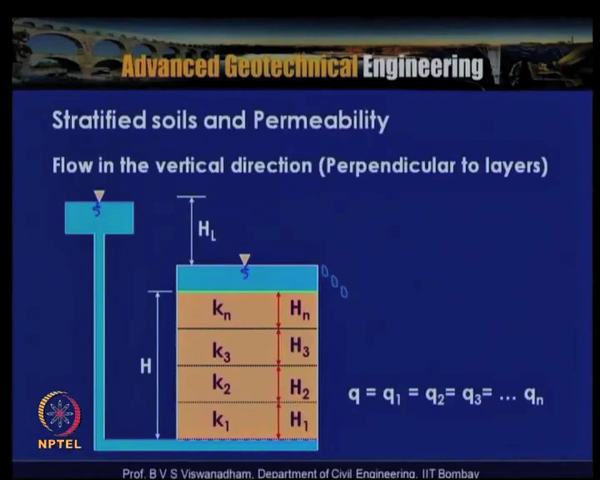 Advanced Geotechnical Engineering
Stratified soils and Permeability
Flow in the vertical direction (Perpendicular to layers)
H_L
k_n H_n
k_3 H_3
H
k_2 H_2
k_1 H_1
q = q_1 = q_2= q_3= ... q_n
NPTEL
Prof. B V S Viswanadham, Department of Civil Engineering, IIT Bombay